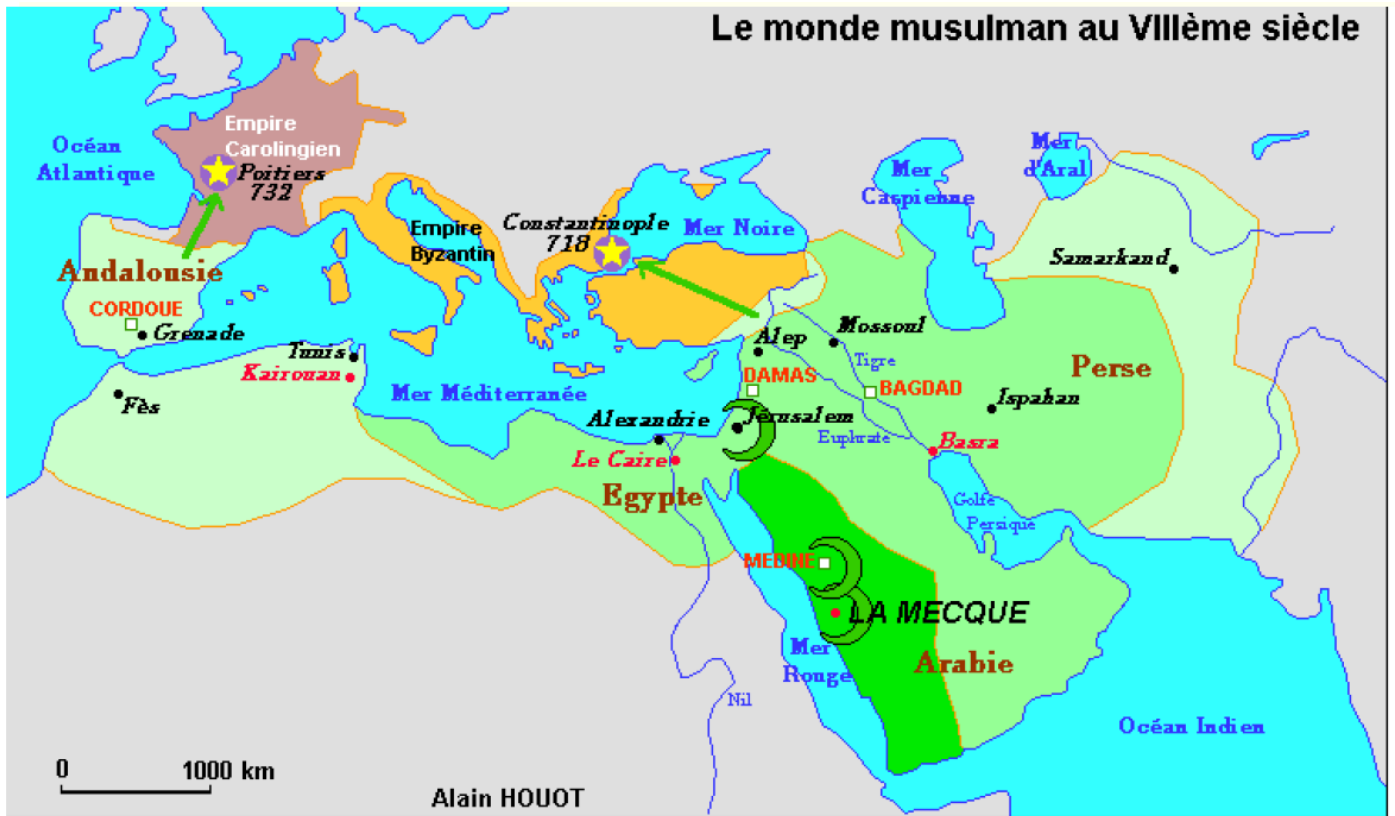 Le monde musulman au VIIIème siècle
Empire
Carolingien
Océan
Atlantique
Poitiers
732
Mer
d'Aral
Mer
Caspienne
Constantinople
718
Mer Noire
Empire
Byzantin
Samarkand
Andalousie
CORDOUE
Grenade
Tunis
Kairouan
Fès
Mer Méditerranée
Alep
Mossoul
Tigre
Perse
DAMAS
BAGDAD
Ispahan
Alexandrie
Jérusalem
Euphrate
Basra
Le Caire
Egypte
Golfe
Persique
MEDINE
LA MECQUE
Mer
Rouge
Arabie
Nil
Océan Indien
0 1000 km
Alain HOUOT